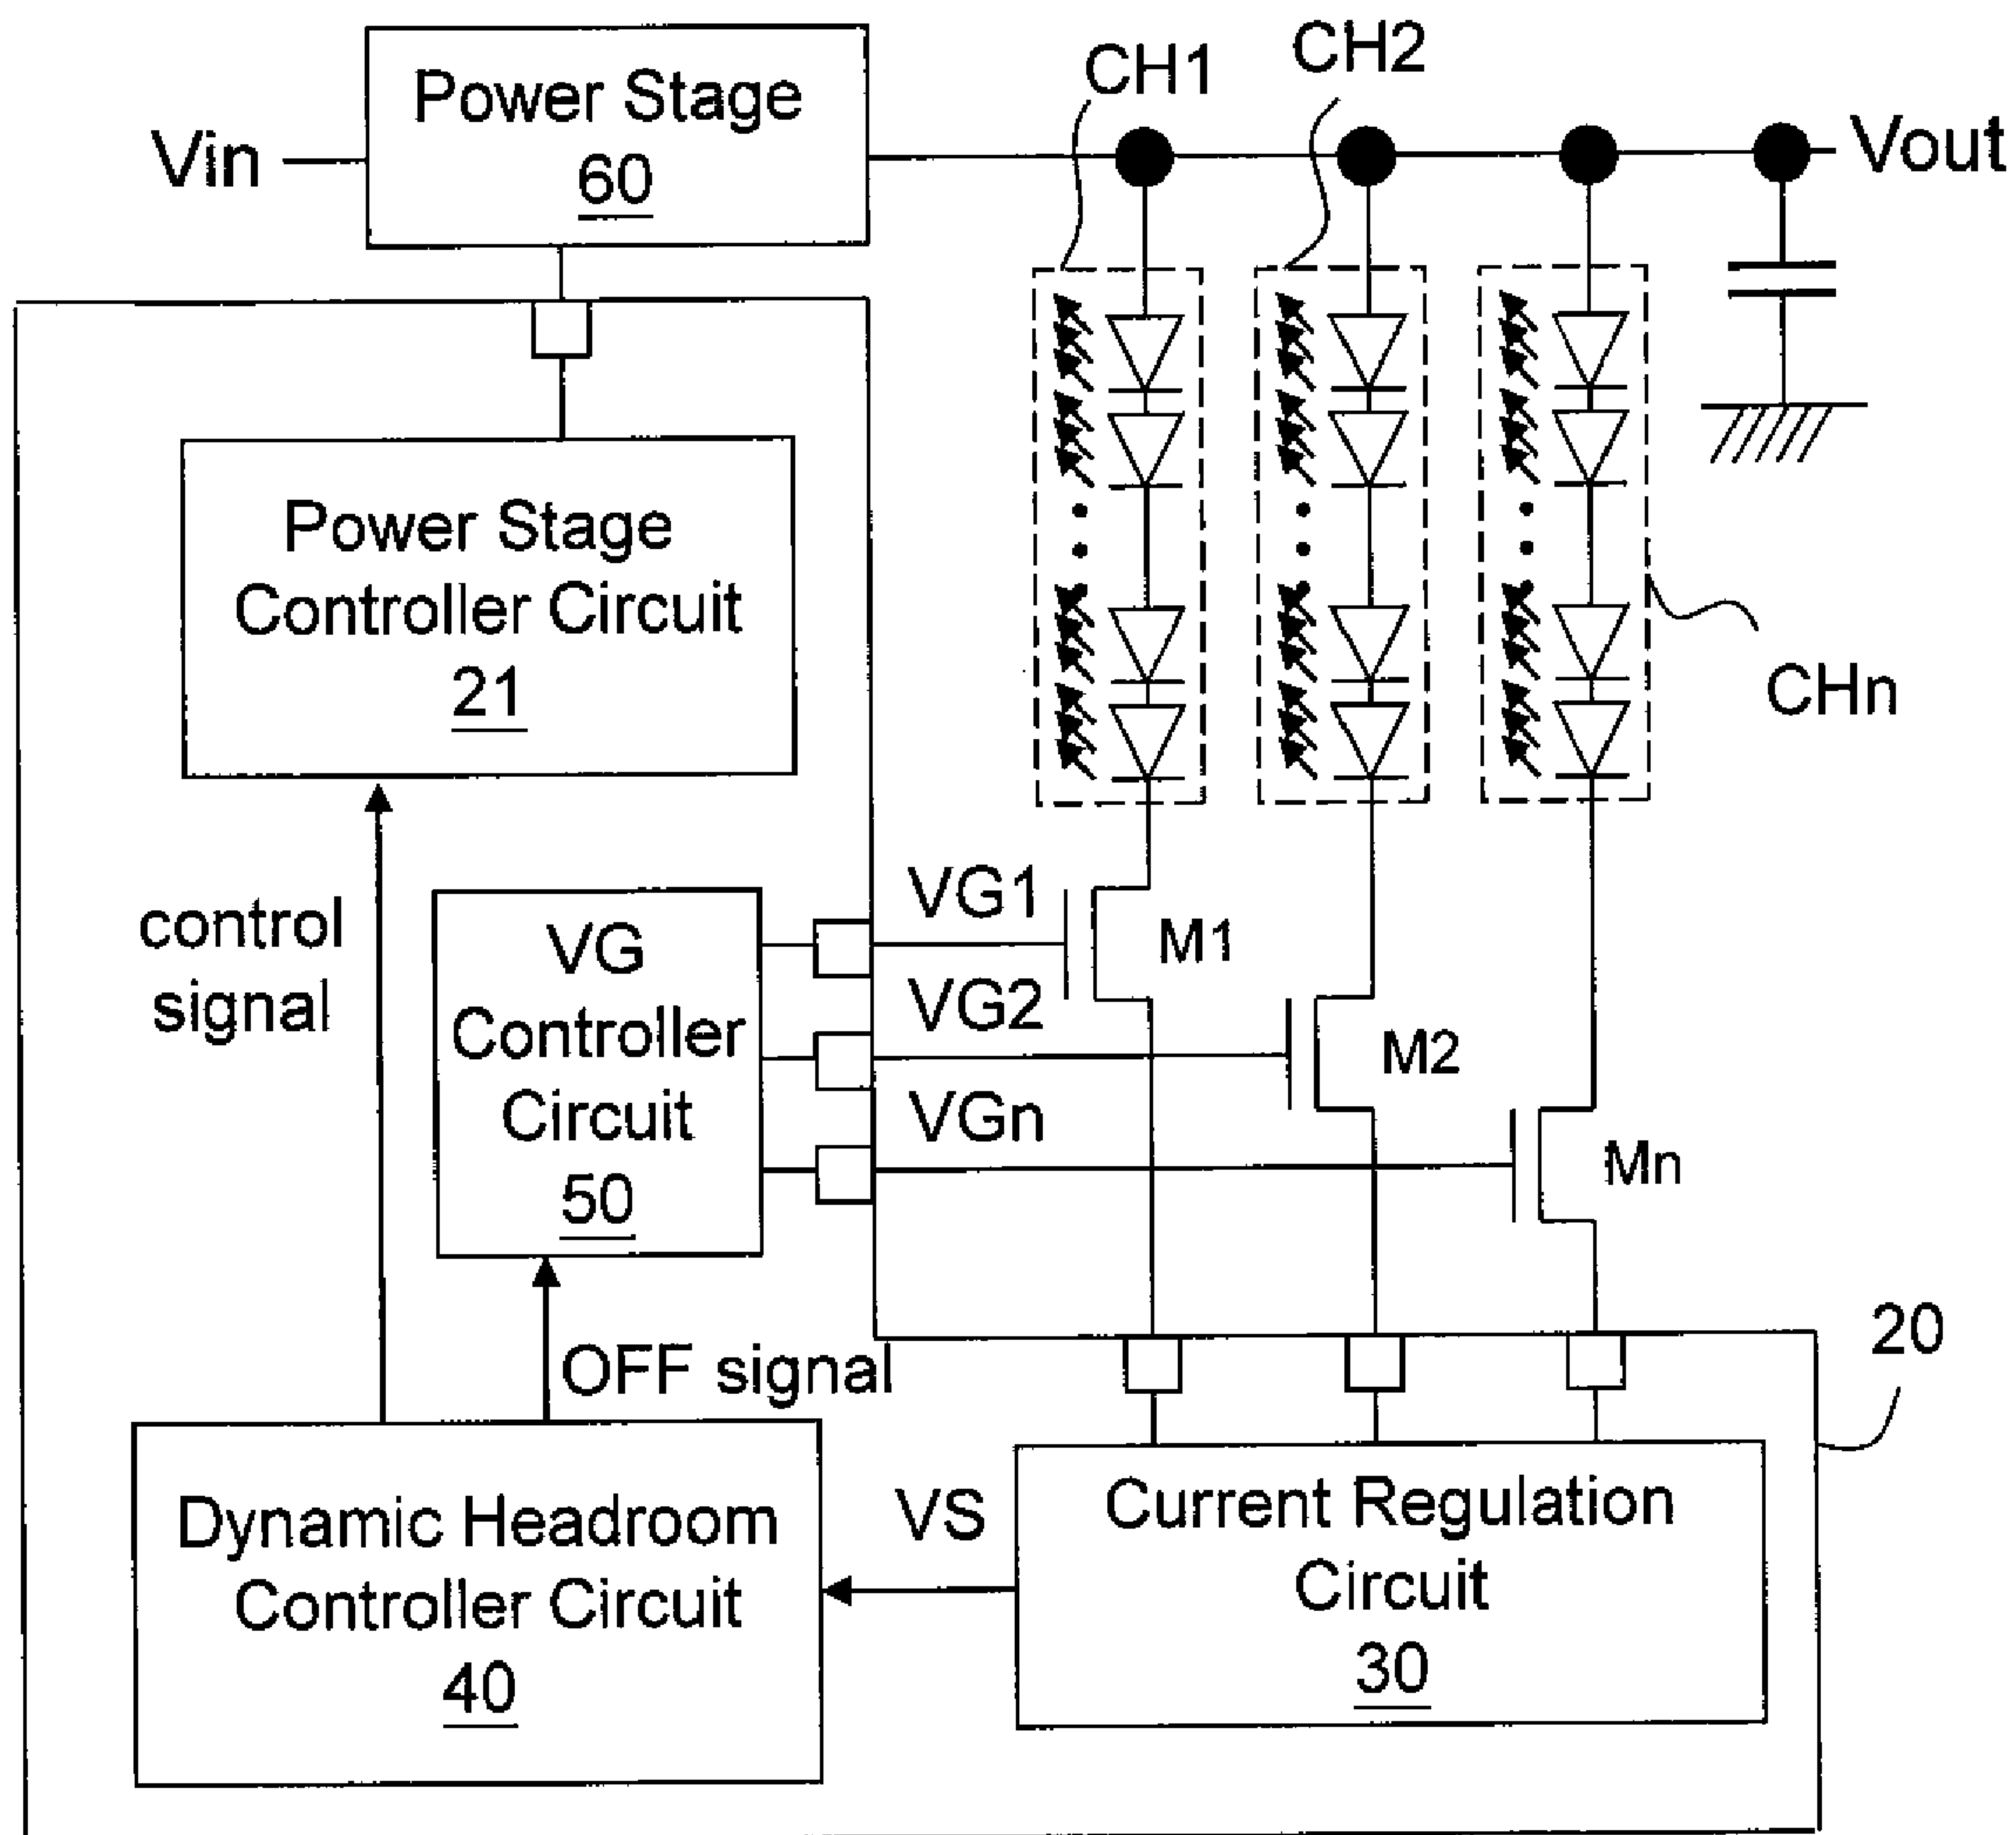 Power Stage
60
Vin
CH1
CH2
Vout
Power Stage
Controller Circuit
21
CHn
control
signal
VG
Controller
Circuit
50
VG1
M1
VG2
M2
VGn
Mn
OFF signal
20
Dynamic Headroom
Controller Circuit
40
VS
Current Regulation
Circuit
30